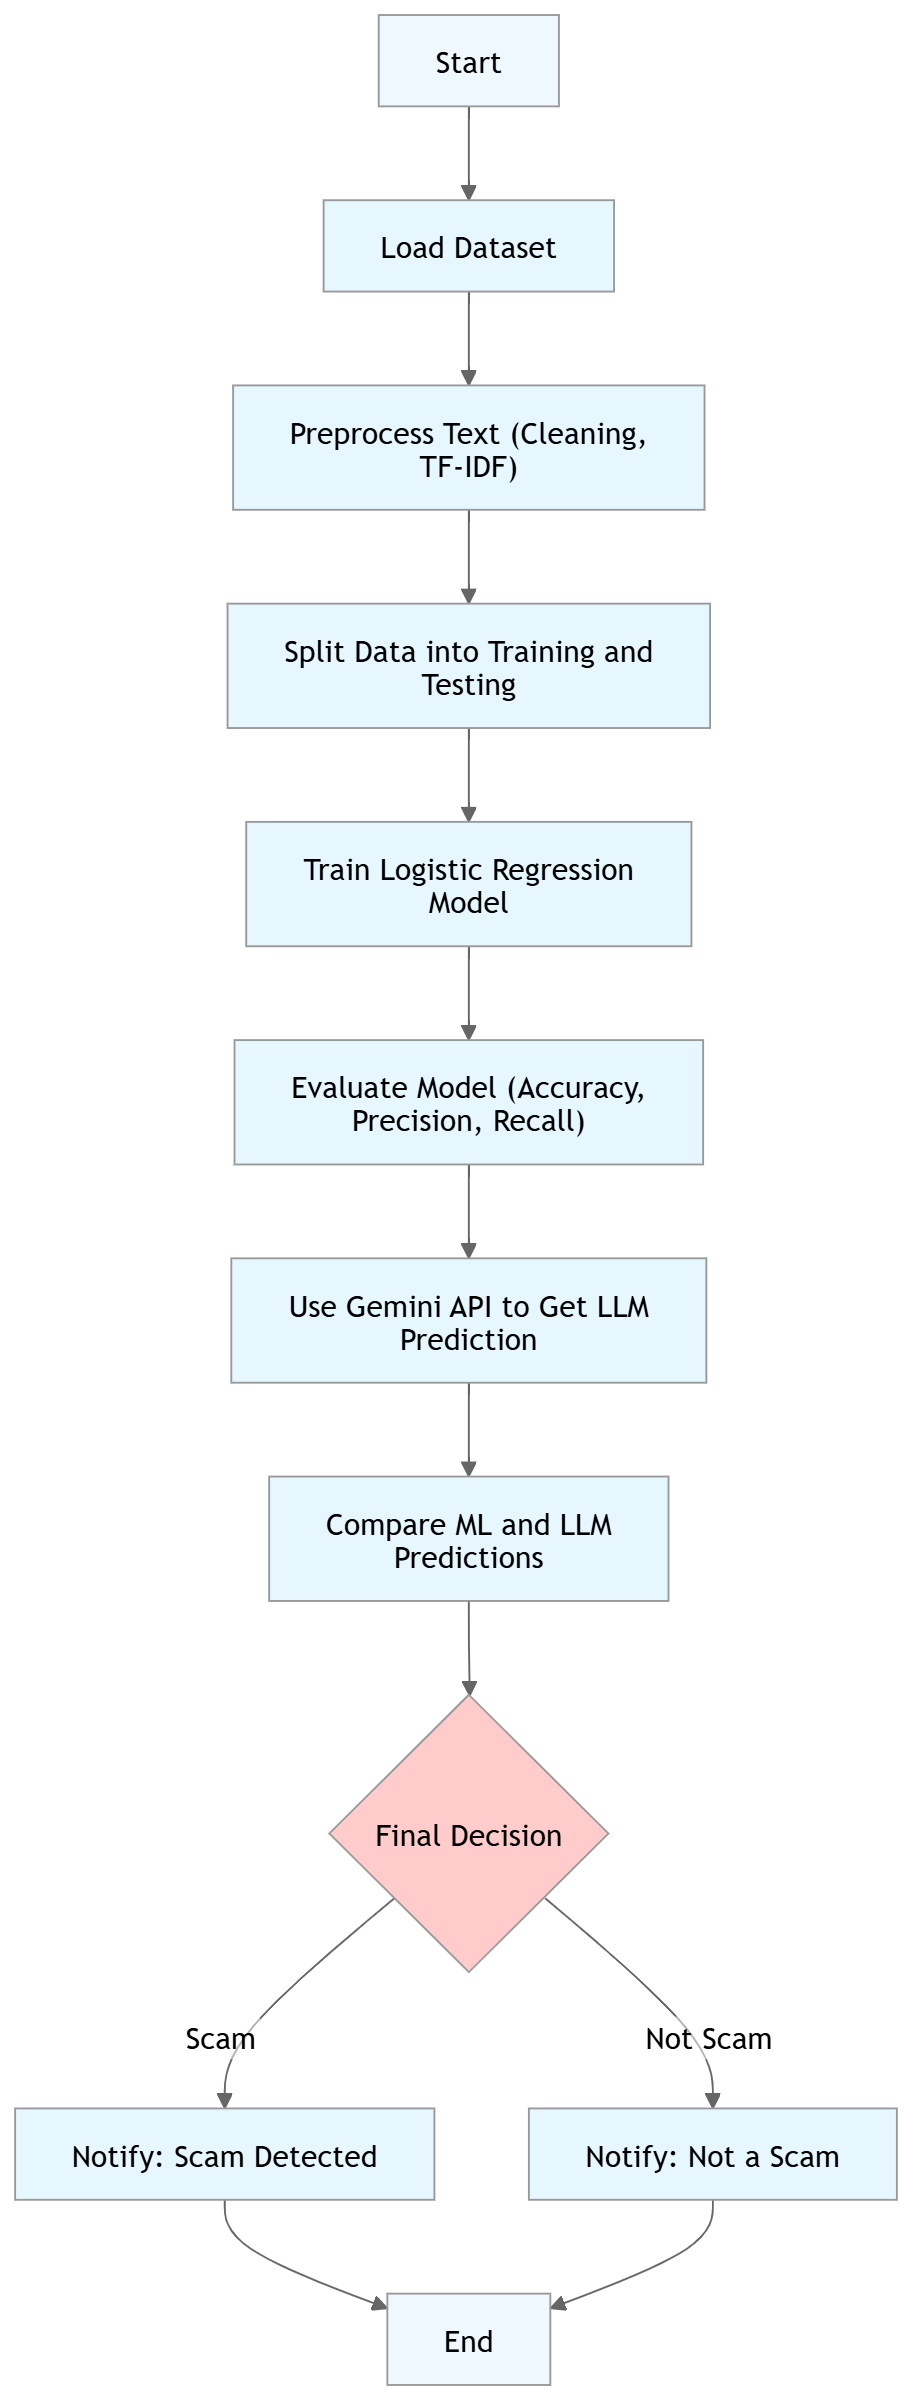 Start
Load Dataset
Preprocess Text (Cleaning,
TF-IDF)
Split Data into Training and
Testing
Train Logistic Regression
Model
Evaluate Model (Accuracy,
Precision, Recall)
Use Gemini API to Get LLM
Prediction
Compare ML and LLM
Predictions
Final Decision
Scam
Not Scam
Notify: Scam Detected
Notify: Not a Scam
End